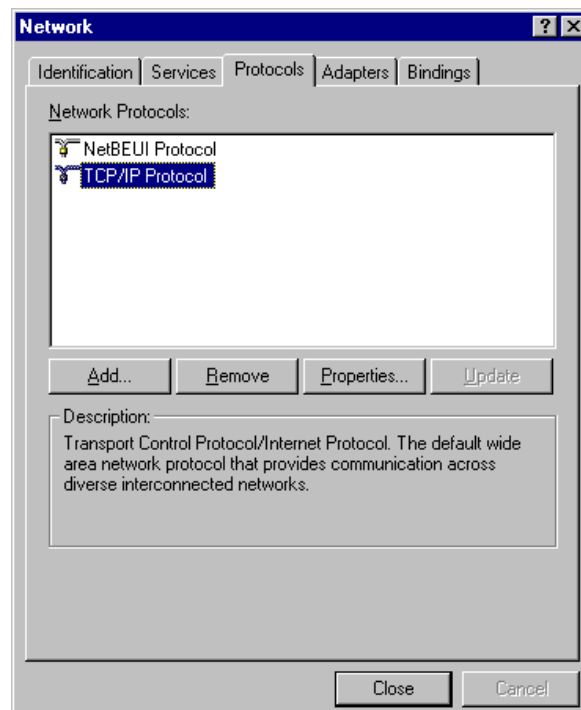 Network
Identification Services Protocols Adapters Bindings
Network Protocols:
NetBEUI Protocol
TCP/IP Protocol
Add... Remove Properties... Update
Description:
Transport Control Protocol/Internet Protocol. The default wide
area network protocol that provides communication across
diverse interconnected networks.
Close Cancel